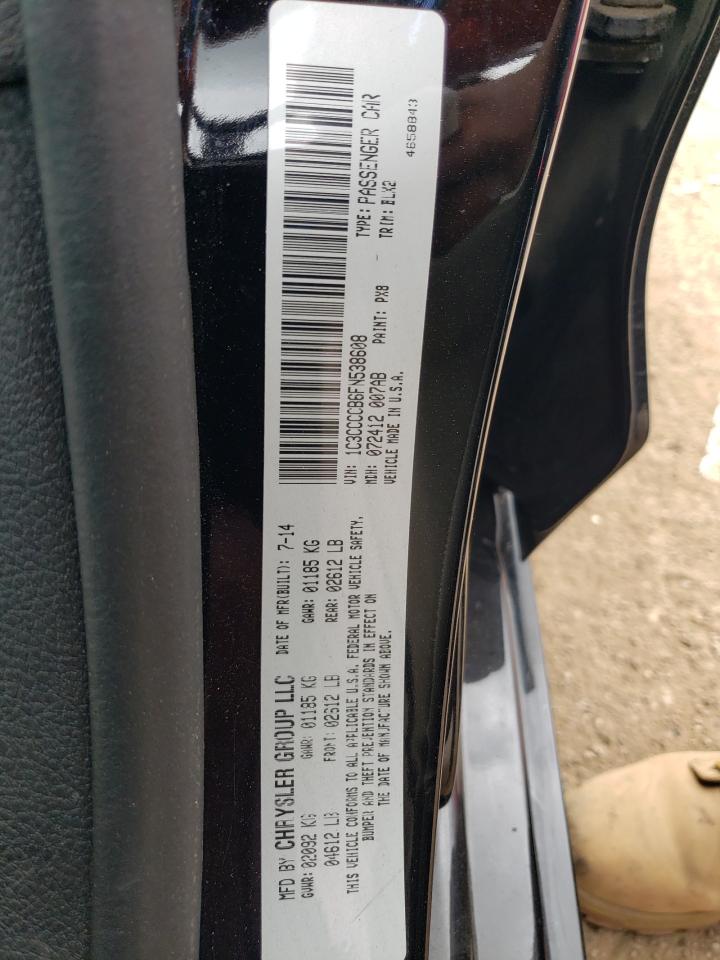 MFD BY CHRYSLER GROUP LLC DATE OF MFR(BUILT): 7-14
GVWR: 02092 KG GAWR: 01185 KG GAWR: 01185 KG
04612 LB FRONT: 02612 LB REAR: 02612 LB
THIS VEHICLE CONFORMS TO ALL APPLICABLE U.S.A. FEDERAL MOTOR VEHICLE SAFETY,
BUMPER AND THEFT PREVENTION STANDARDS IN EFFECT ON
THE DATE OF MANUFACTURE SHOWN ABOVE.
VIN: 1C3CCCCB6FN538608 TYPE: PASSENGER CAR
MDH: 072412 007AB PAINT: PX8 TRIM: BLX2
VEHICLE MADE IN U.S.A.
4658843